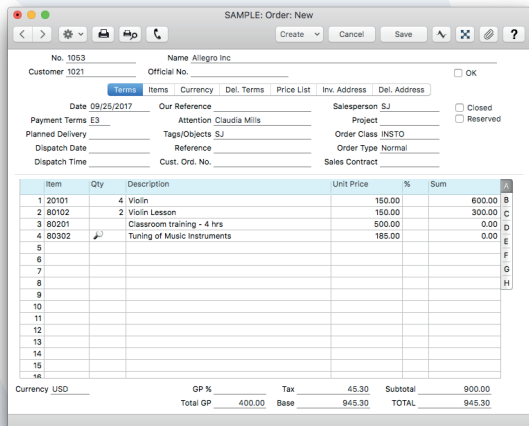 SAMPLE: Order: New
Create Cancel Save ?
No. 1053 Name Allegro Inc
Customer 1021 Official No. OK
Terms Items Currency Del. Terms Price List Inv. Address Del. Address
Date 09/25/2017 Our Reference Salesperson SJ Closed
Payment Terms E3 Attention Claudia Mills Project Reserved
Planned Delivery Tags/Objects SJ Order Class INSTO
Dispatch Date Reference Order Type Normal
Dispatch Time Cust. Ord. No. Sales Contract
Item Qty Description Unit Price % Sum A
1 20101 4 Violin 150.00 600.00 B
2 80102 2 Violin Lesson 150.00 300.00 C
3 80201 Classroom training - 4 hrs 500.00 0.00 D
4 80302 Tuning of Music Instruments 185.00 0.00 E
5
6 F
7 G
8 H
9
10
11
12
13
14
15
16
Currency USD GP % Tax 45.30 Subtotal 900.00
Total GP 400.00 Base 945.30 TOTAL 945.30